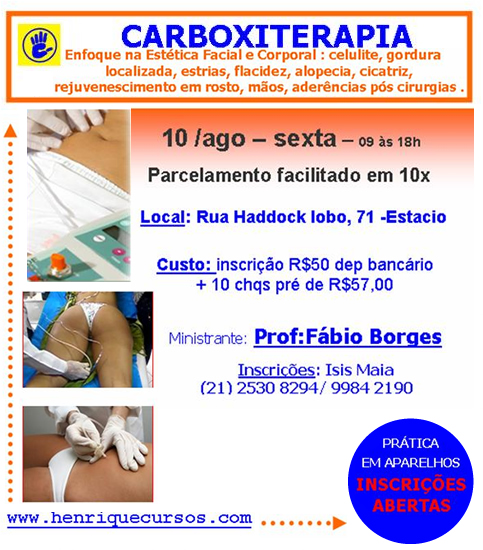 CARBOXITERAPIA
Enfoque na Estética Facial e Corporal : celulite, gordura
localizada, estrias, flacidez, alopecia, cicatriz,
rejuvenescimento em rosto, mãos, aderências pós cirurgias .
10 /ago – sexta – 09 às 18h
Parcelamento facilitado em 10x
Local: Rua Haddock lobo, 71 -Estacio
Custo: inscrição R$50 dep bancário
+ 10 chqs pré de R$57,00
Ministrante: Prof:Fábio Borges
Inscrições: Isis Maia
(21) 2530 8294/ 9984 2190
PRÁTICA
EM APARELHOS
INSCRIÇÕES
ABERTAS
www.henriquecursos.com